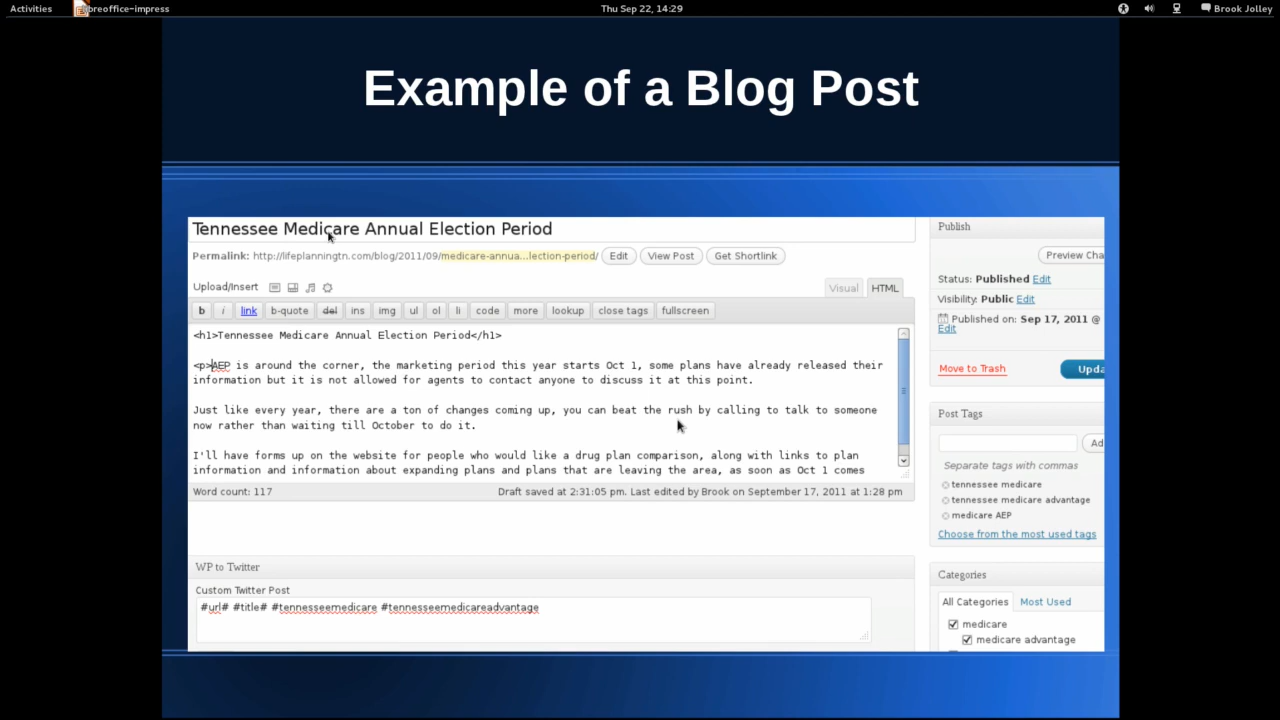 Activities
breoffice-impress
Thu Sep 22, 14:29
Brook Jolley
Example of a Blog Post
Tennessee Medicare Annual Election Period
Permalink: http://lifeplanningtn.com/blog/2011/09/medicare-annua...lection-period/ Edit View Post Get Shortlink
Upload/Insert
Visual HTML
b i link b-quote del ins img ul ol li code more lookup close tags fullscreen
<h1>Tennessee Medicare Annual Election Period</h1>
<p>AEP is around the corner, the marketing period this year starts Oct 1, some plans have already released their
information but it is not allowed for agents to contact anyone to discuss it at this point.
Just like every year, there are a ton of changes coming up, you can beat the rush by calling to talk to someone
now rather than waiting till October to do it.
I'll have forms up on the website for people who would like a drug plan comparison, along with links to plan
information and information about expanding plans and plans that are leaving the area, as soon as Oct 1 comes
Word count: 117
Draft saved at 2:31:05 pm. Last edited by Brook on September 17, 2011 at 1:28 pm
WP to Twitter
Custom Twitter Post
#url# #title# #tennesseemedicare #tennesseemedicareadvantage
Publish
Preview Cha
Status: Published Edit
Visibility: Public Edit
Published on: Sep 17, 2011 @
Edit
Move to Trash
Upda
Post Tags
Ad
Separate tags with commas
tennessee medicare
tennessee medicare advantage
medicare AEP
Choose from the most used tags
Categories
All Categories Most Used
medicare
medicare advantage